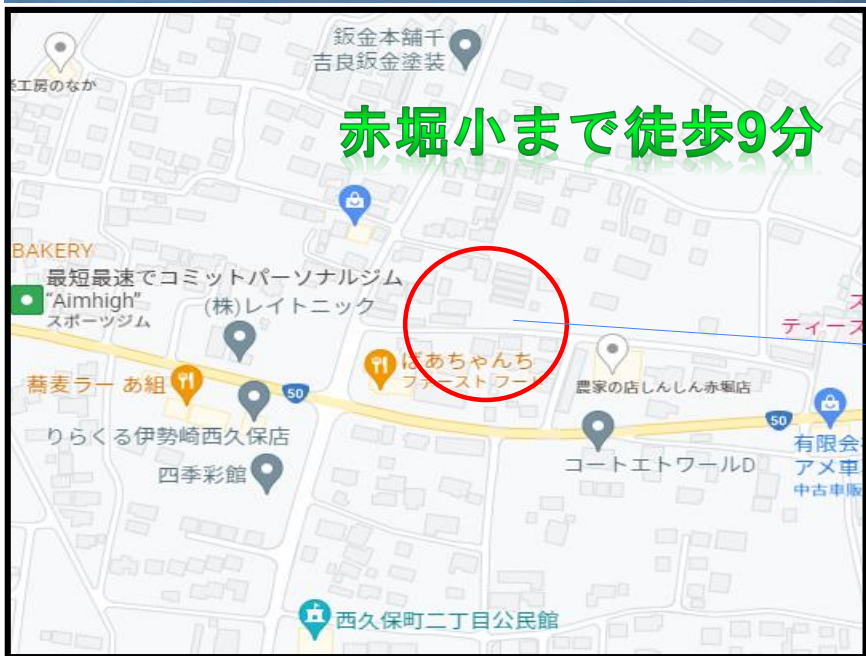 鈑金本舗千
吉良鈑金塗装
工房のなか
赤堀小まで徒歩9分
BAKERY
最短最速でコミットパーソナルジム
"Aimhigh"
スポーツジム
(株)レイトニック
ティース
ばあちゃんち
ファースト フード
農家の店しんしん赤堀店
蕎麦ラー あ組
50
50
りらくる伊勢崎西久保店
コートエトワールD
有限会
アメ車
中古車販
四季彩館
西久保町二丁目公民館